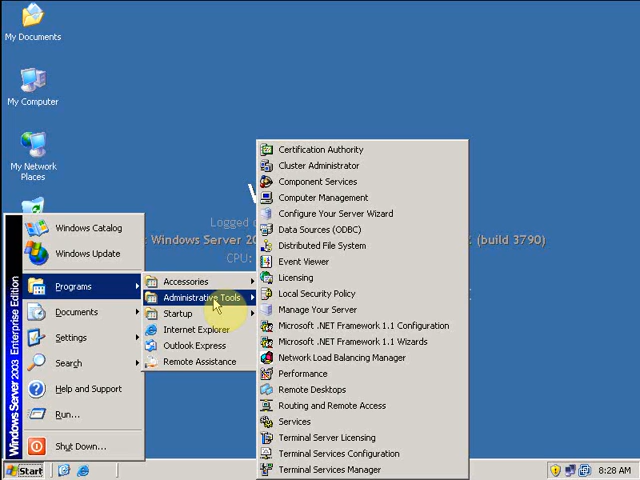 My Documents
My Computer
My Network
Places
Logged
Windows Server 20
(build 3790)
CPU:
Windows Server 2003 Enterprise Edition
Windows Catalog
Windows Update
Programs
Documents
Settings
Search
Help and Support
Run...
Shut Down...
Accessories
Administrative Tools
Startup
Internet Explorer
Outlook Express
Remote Assistance
Certification Authority
Cluster Administrator
Component Services
Computer Management
Configure Your Server Wizard
Data Sources (ODBC)
Distributed File System
Event Viewer
Licensing
Local Security Policy
Manage Your Server
Microsoft .NET Framework 1.1 Configuration
Microsoft .NET Framework 1.1 Wizards
Network Load Balancing Manager
Performance
Remote Desktops
Routing and Remote Access
Services
Terminal Server Licensing
Terminal Services Configuration
Terminal Services Manager
Start
8:28 AM